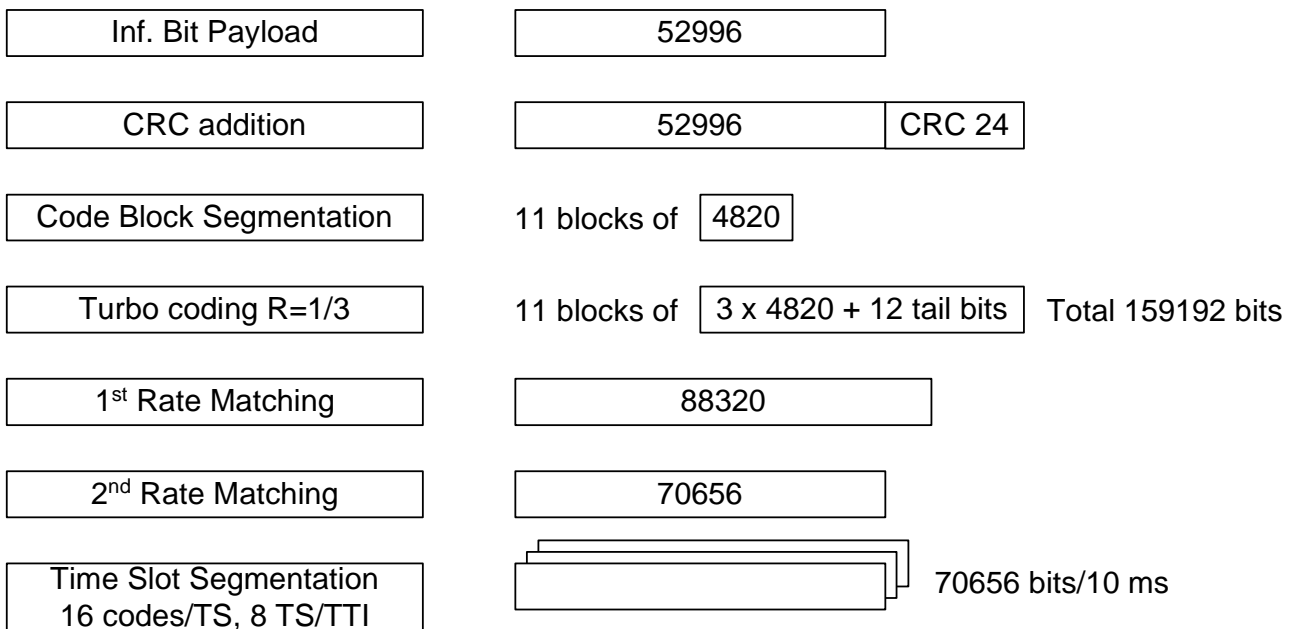 Inf. Bit Payload 52996
CRC addition 52996 CRC 24
Code Block Segmentation 11 blocks of 4820
Turbo coding R=1/3 11 blocks of 3 x 4820 + 12 tail bits Total 159192 bits
1st Rate Matching 88320
2nd Rate Matching 70656
Time Slot Segmentation
16 codes/TS, 8 TS/TTI
70656 bits/10 ms